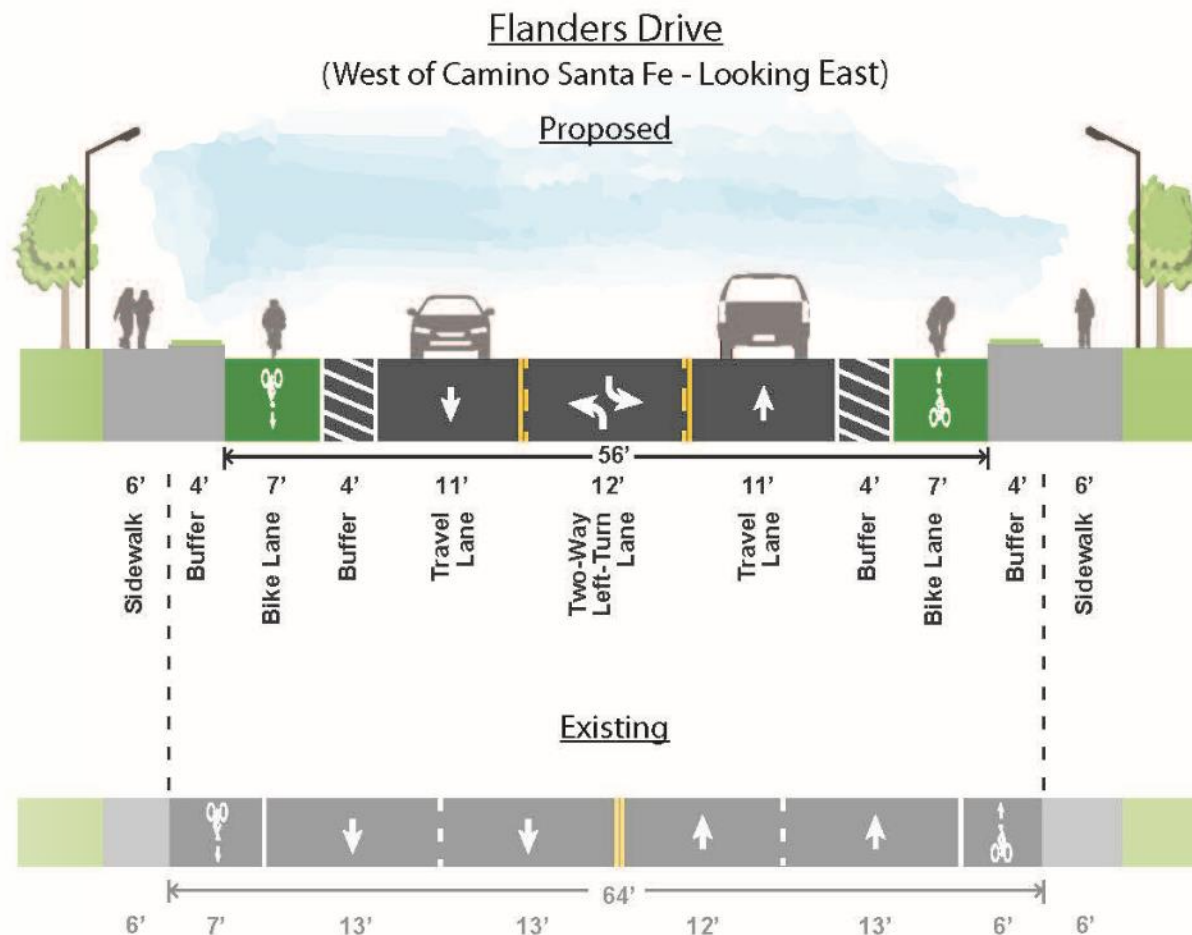 Flanders Drive
(West of Camino Santa Fe - Looking East)
Proposed
56'
6' 4' 7' 4' 11' 12' 11' 4' 7' 4' 6'
Sidewalk
Buffer
Bike Lane
Buffer
Travel
Lane
Two-Way
Left-Turn
Lane
Travel
Lane
Buffer
Bike Lane
Buffer
Sidewalk
Existing
64'
6' 7' 13' 13' 12' 13' 6' 6'